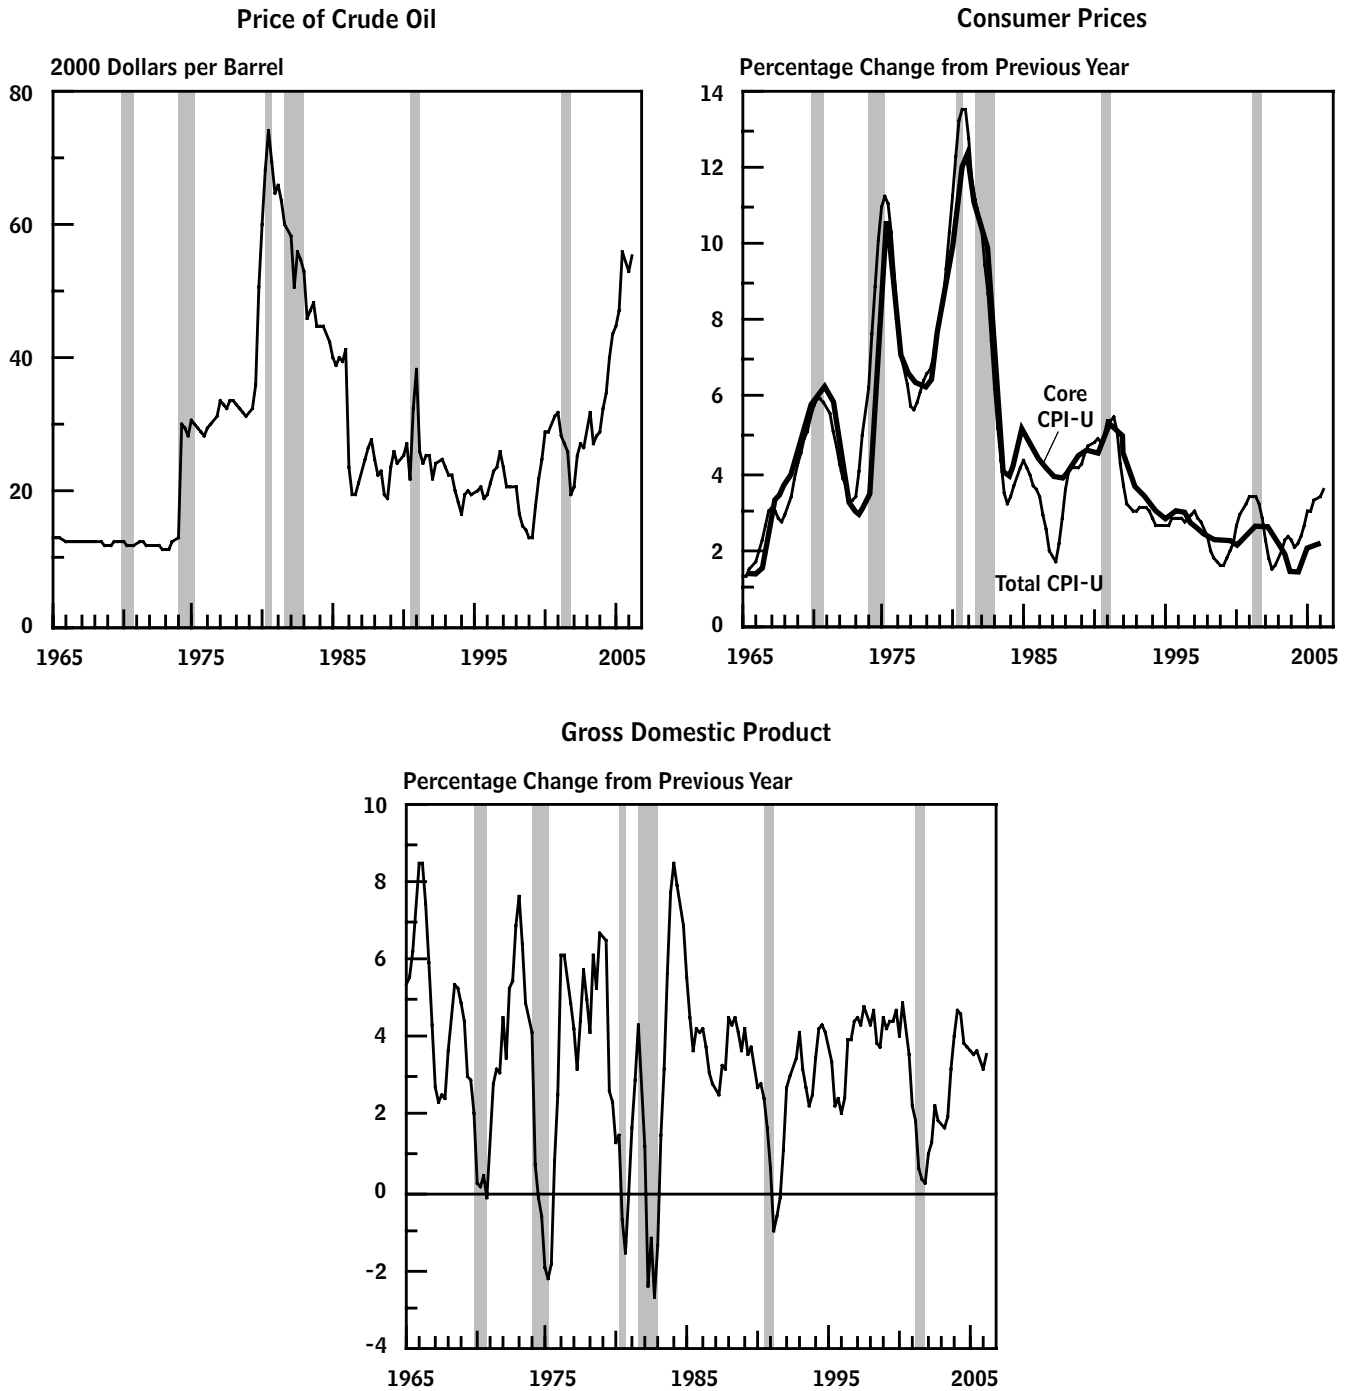 Price of Crude Oil
2000 Dollars per Barrel
80
60
40
20
0
1965 1975 1985 1995 2005
Consumer Prices
Percentage Change from Previous Year
14
12
10
8
6
4
2
0
Core
CPI-U
Total CPI-U
1965 1975 1985 1995 2005
Gross Domestic Product
Percentage Change from Previous Year
10
8
6
4
2
0
-2
-4
1965 1975 1985 1995 2005